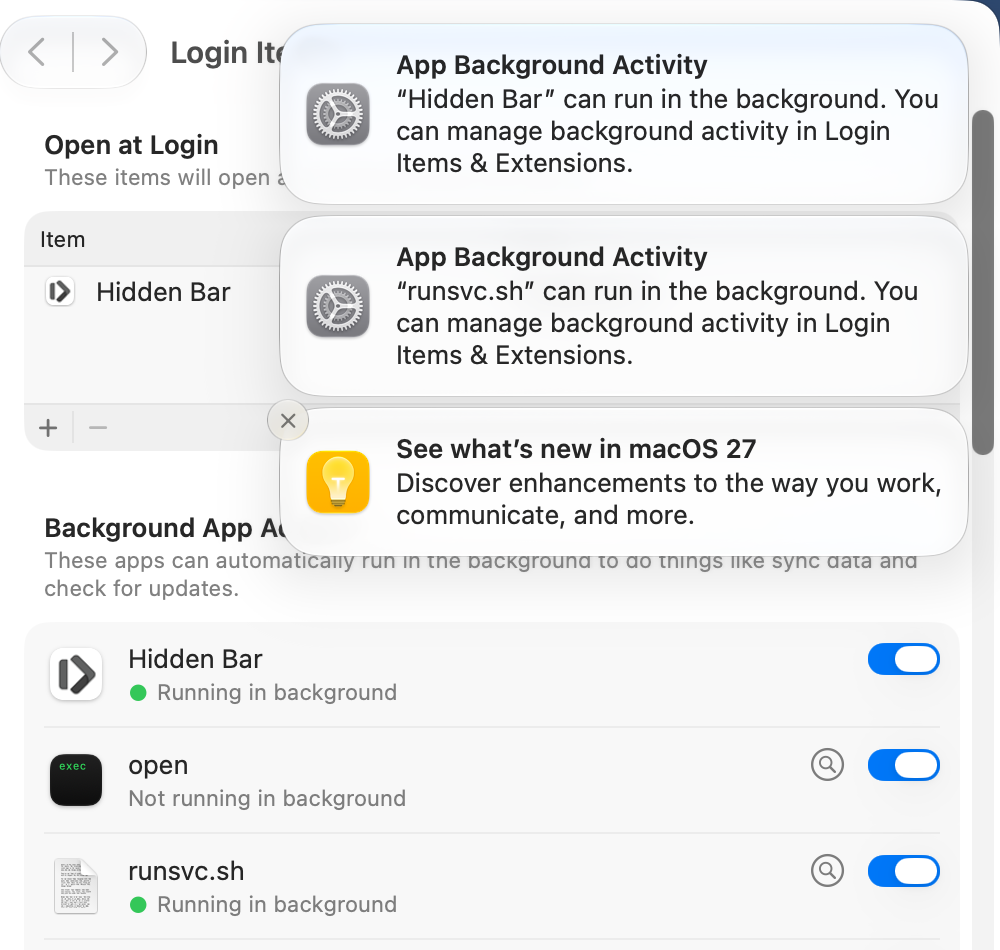 Login Ite
App Background Activity
“Hidden Bar” can run in the background. You
can manage background activity in Login
Items & Extensions.
Open at Login
These items will open a
Item
Hidden Bar
App Background Activity
“runsvc.sh” can run in the background. You
can manage background activity in Login
Items & Extensions.
See what’s new in macOS 27
Discover enhancements to the way you work,
communicate, and more.
Background App Ac
These apps can automatically run in the background to do things like sync data and
check for updates.
Hidden Bar
Running in background
exec
open
Not running in background
runsvc.sh
Running in background